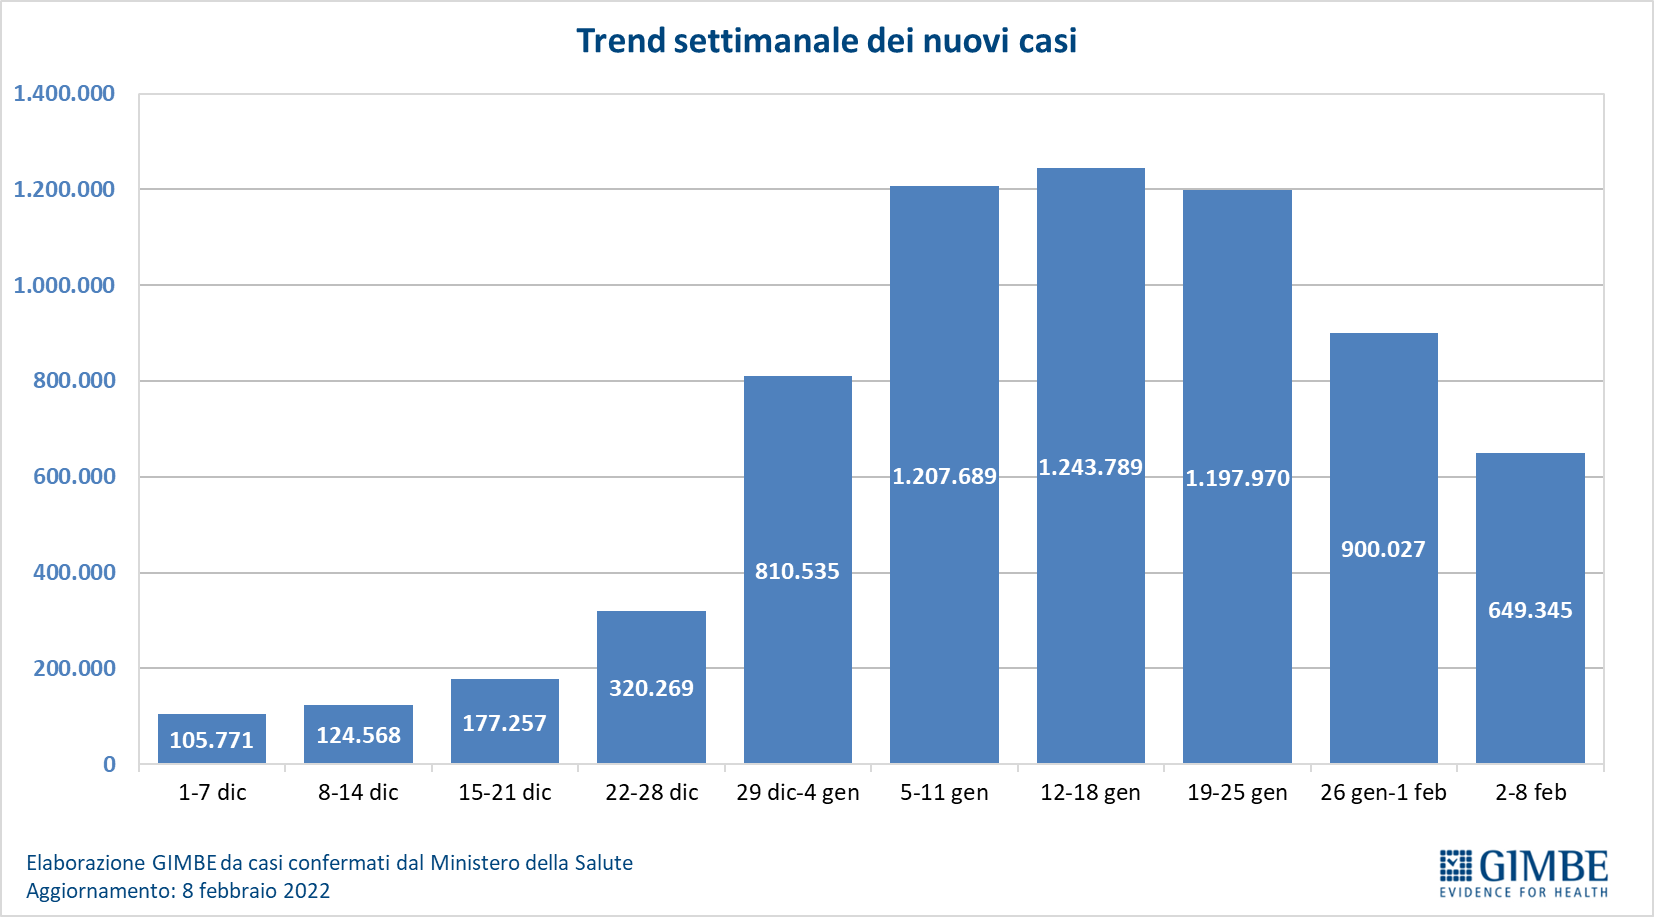 Trend settimanale dei nuovi casi
1.400.000
1.200.000
1.000.000
800.000
600.000
400.000
200.000
0
105.771
124.568
177.257
320.269
810.535
1.207.689
1.243.789
1.197.970
900.027
649.345
1-7 dic
8-14 dic
15-21 dic
22-28 dic
29 dic-4 gen
5-11 gen
12-18 gen
19-25 gen
26 gen-1 feb
2-8 feb
Elaborazione GIMBE da casi confermati dal Ministero della Salute
Aggiornamento: 8 febbraio 2022
GIMBE
EVIDENCE FOR HEALTH